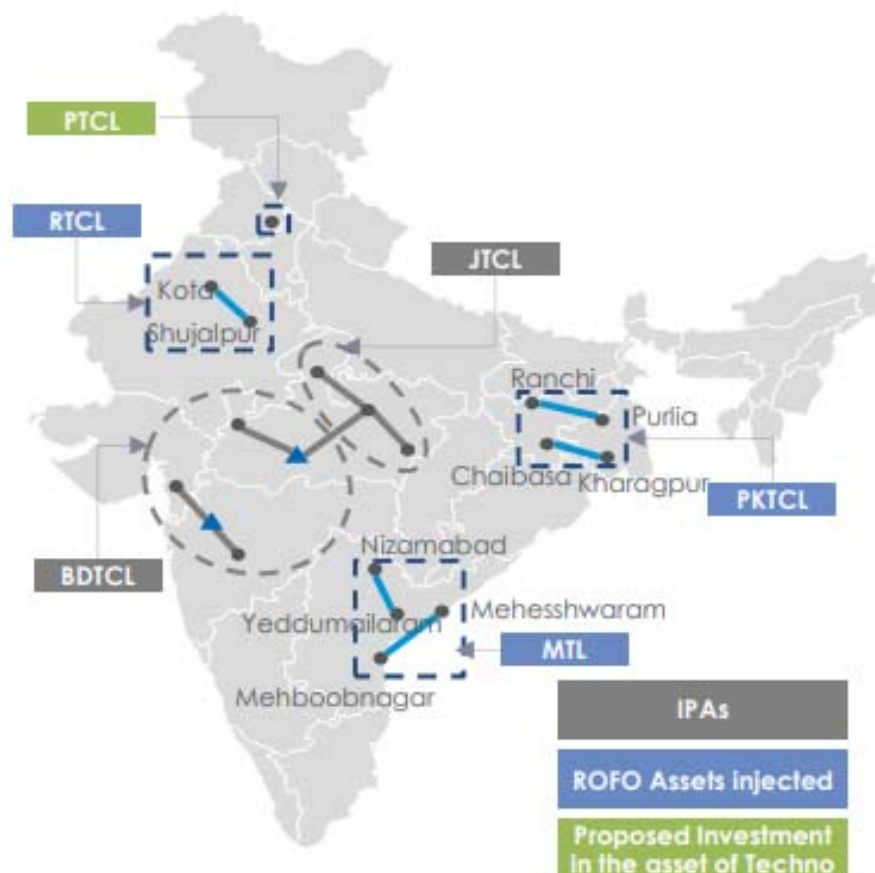 PTCL
RTCL
JTCL
Kota
Shujalpur
Ranchi
Purlia
Chaibasa
Kharagpur
PKTCL
BDTCL
Nizamabad
Yeddumailaram
Mehesshwaram
MTL
Mehboobnagar
IPAs
ROFO Assets injected
Proposed Investment
in the asset of Techno